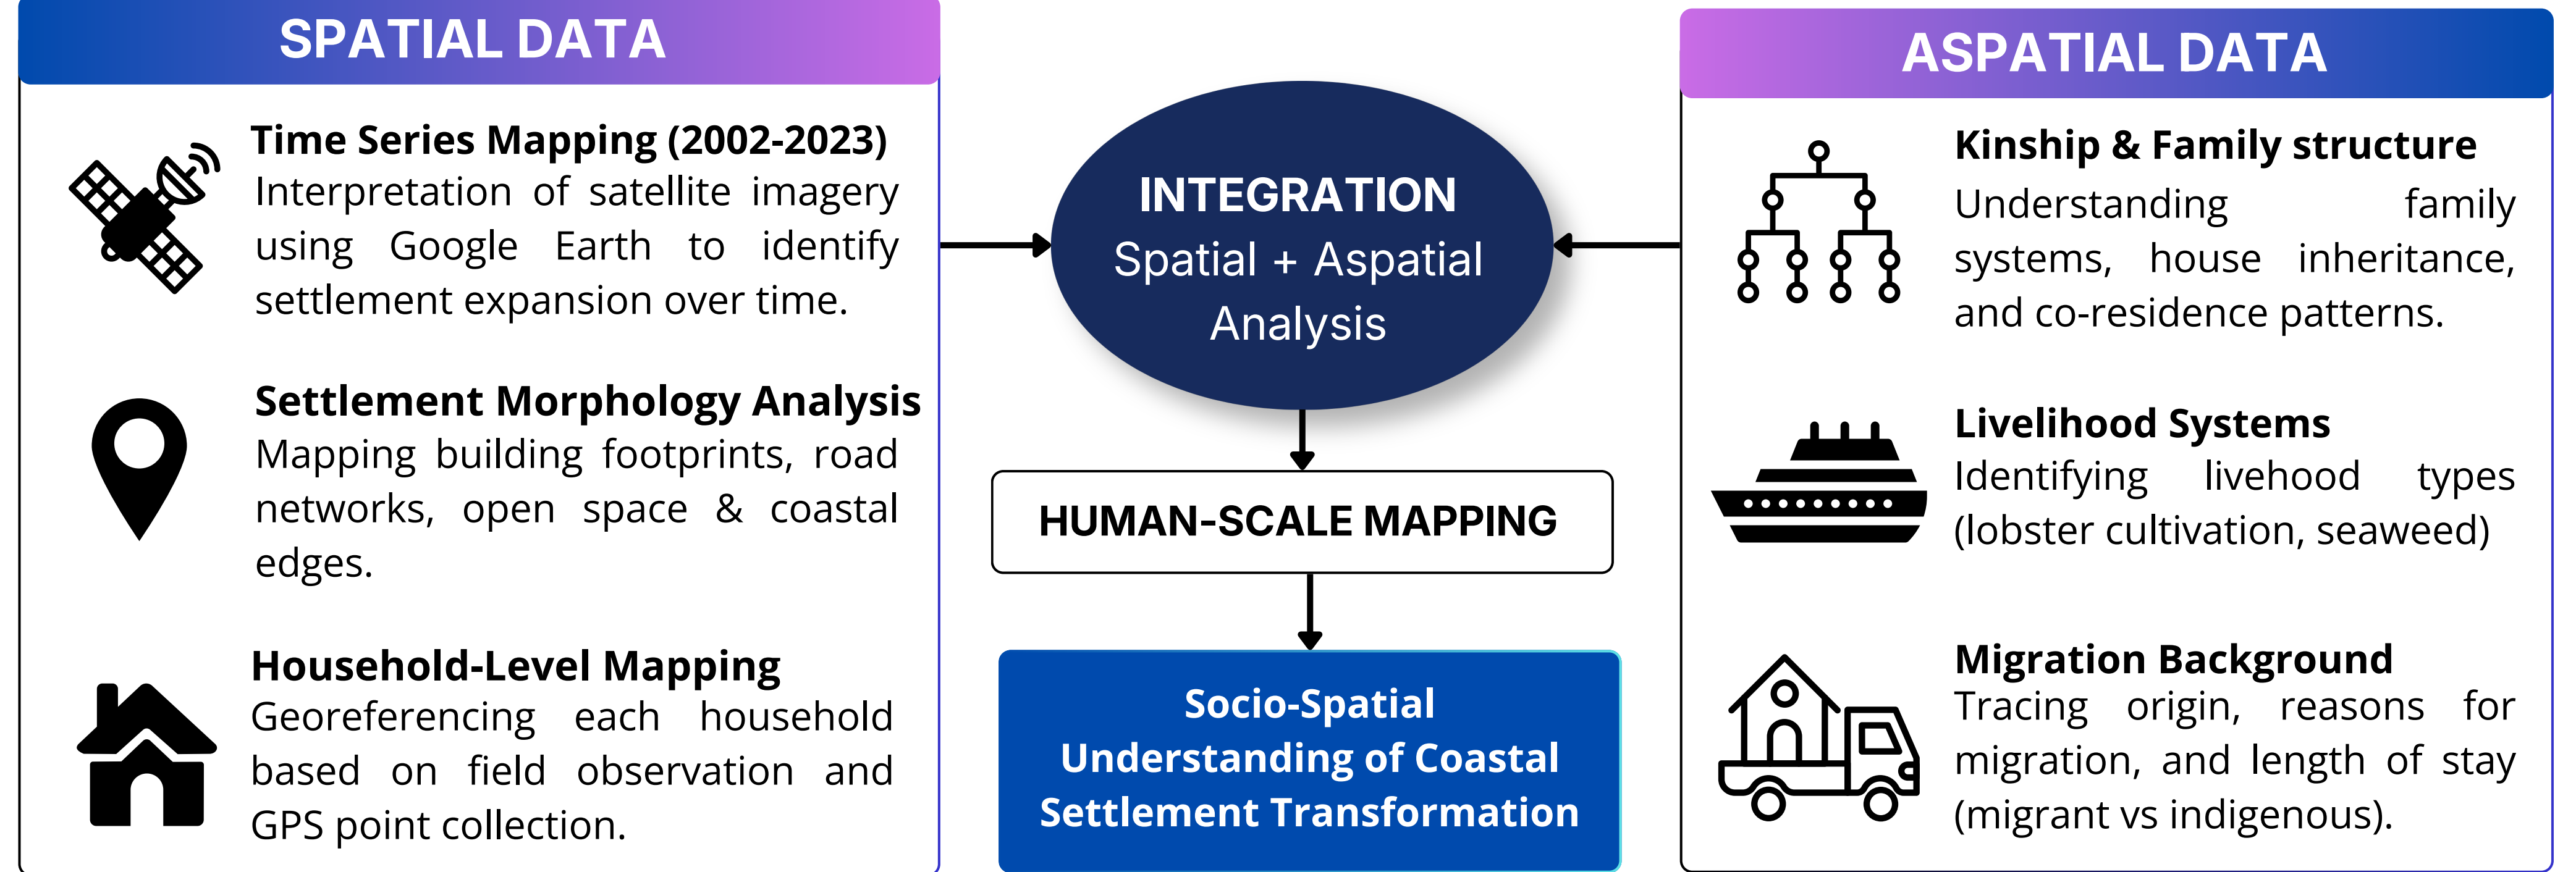 SPATIAL DATA
Time Series Mapping (2002-2023)
Interpretation of satellite imagery
using Google Earth to identify
settlement expansion over time.
Settlement Morphology Analysis
Mapping building footprints, road
networks, open space & coastal
edges.
Household-Level Mapping
Georeferencing each household
based on field observation and
GPS point collection.
INTEGRATION
Spatial + Aspatial
Analysis
HUMAN-SCALE MAPPING
Socio-Spatial
Understanding of Coastal
Settlement Transformation
ASPATIAL DATA
Kinship & Family structure
Understanding family
systems, house inheritance,
and co-residence patterns.
Livelihood Systems
Identifying livehood types
(lobster cultivation, seaweed)
Migration Background
Tracing origin, reasons for
migration, and length of stay
(migrant vs indigenous).